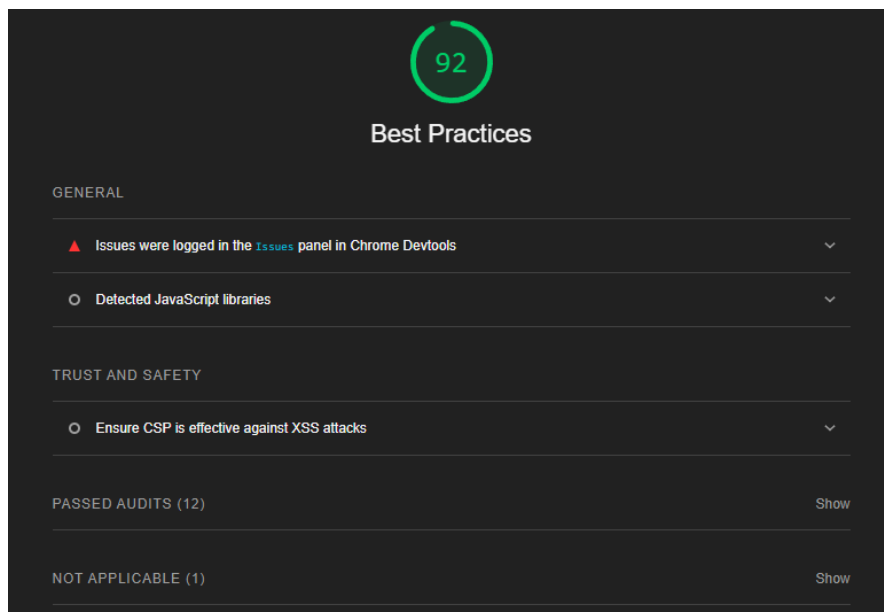 92
Best Practices
GENERAL
Issues were logged in the Issues panel in Chrome Devtools
Detected JavaScript libraries
TRUST AND SAFETY
Ensure CSP is effective against XSS attacks
PASSED AUDITS (12) Show
NOT APPLICABLE (1) Show